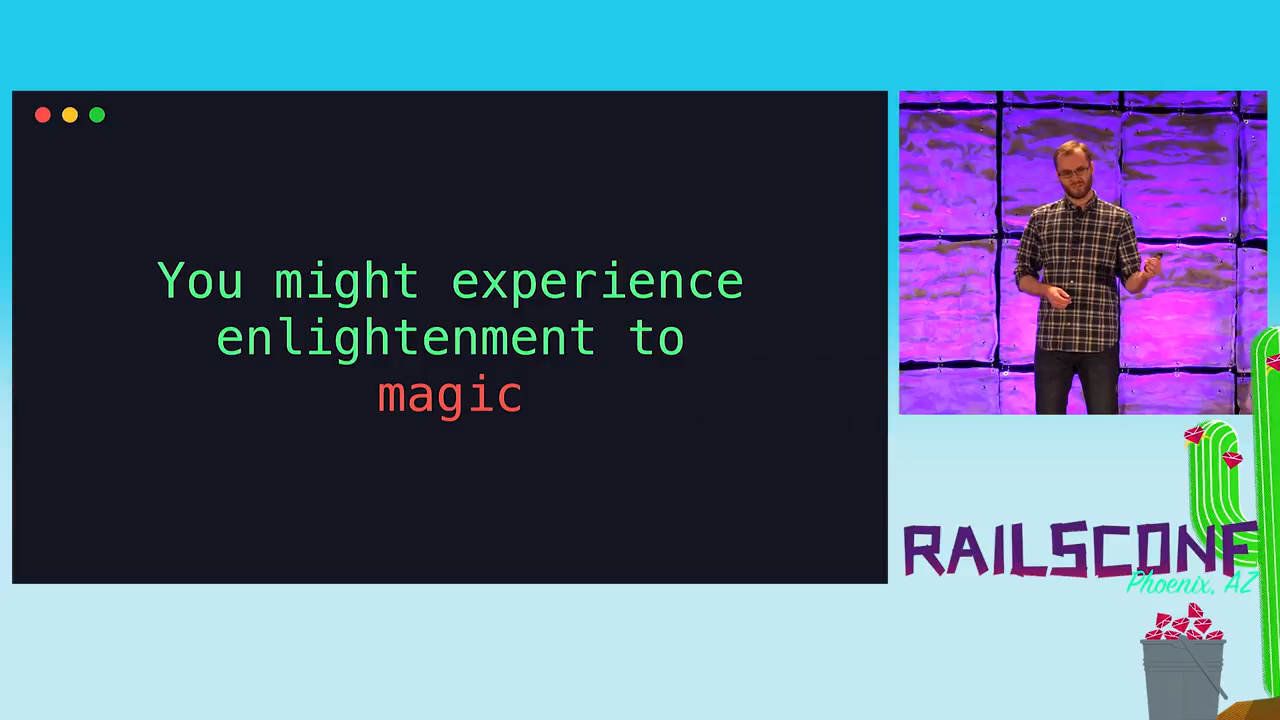 You might experience
enlightenment to
magic
RAILSCONF
Phoenix, AZ